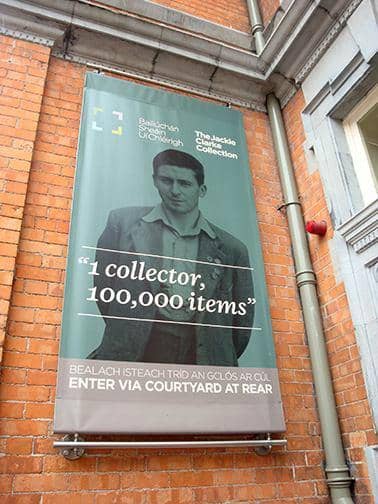 Bailiúchán
Sheáin
Uí Chléirigh
The Jackie
Clarke
Collection
“1 collector,
100,000 items”
BEALACH ISTEACH TRÍD AN GCLÓS AR CÚL
ENTER VIA COURTYARD AT REAR